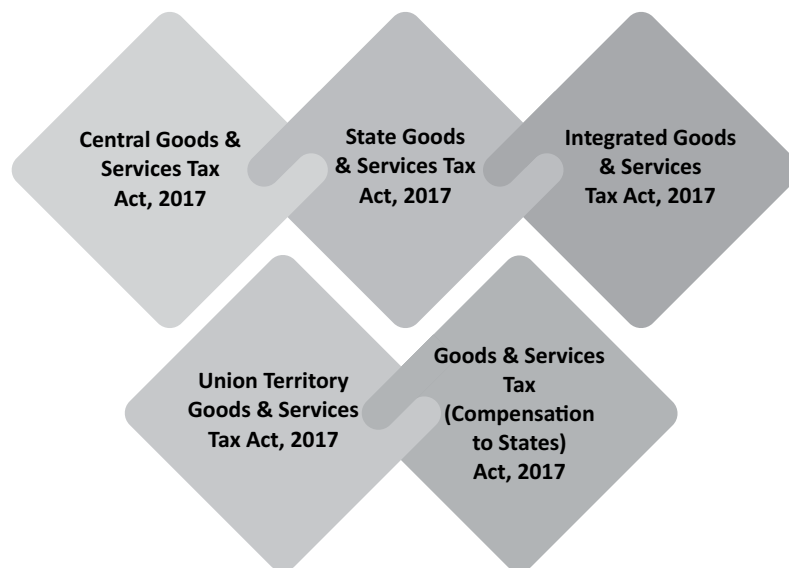 Central Goods &
Services Tax
Act, 2017
State Goods
& Services Tax
Act, 2017
Integrated Goods
& Services
Tax Act, 2017
Union Territory
Goods & Services
Tax Act, 2017
Goods & Services
Tax
(Compensation
to States)
Act, 2017